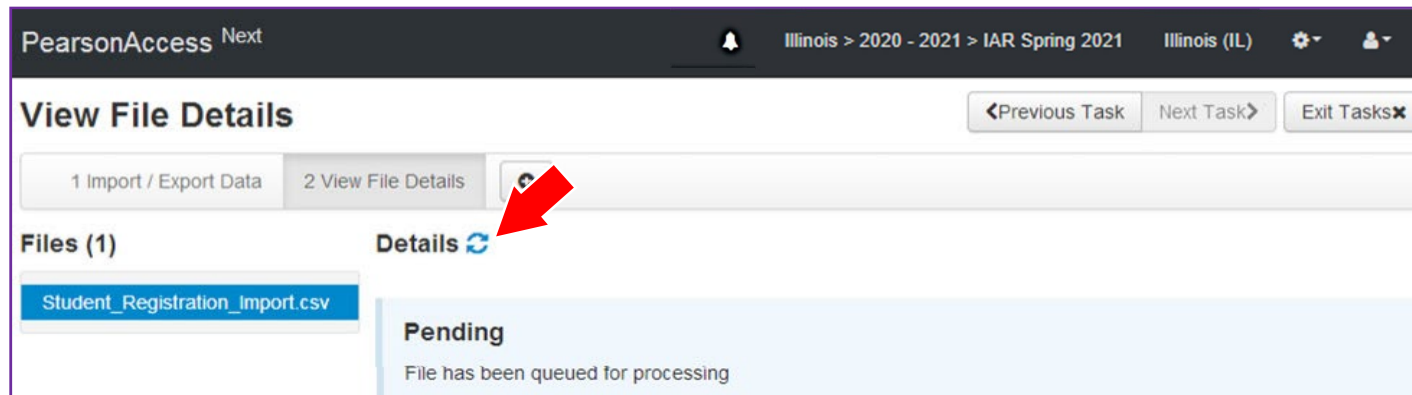 PearsonAccess Next
Illinois > 2020 - 2021 > IAR Spring 2021
Illinois (IL)
View File Details
Previous Task
Next Task
Exit Tasks
1 Import / Export Data
2 View File Details
Files (1)
Details
Student_Registration_Import.csv
Pending
File has been queued for processing